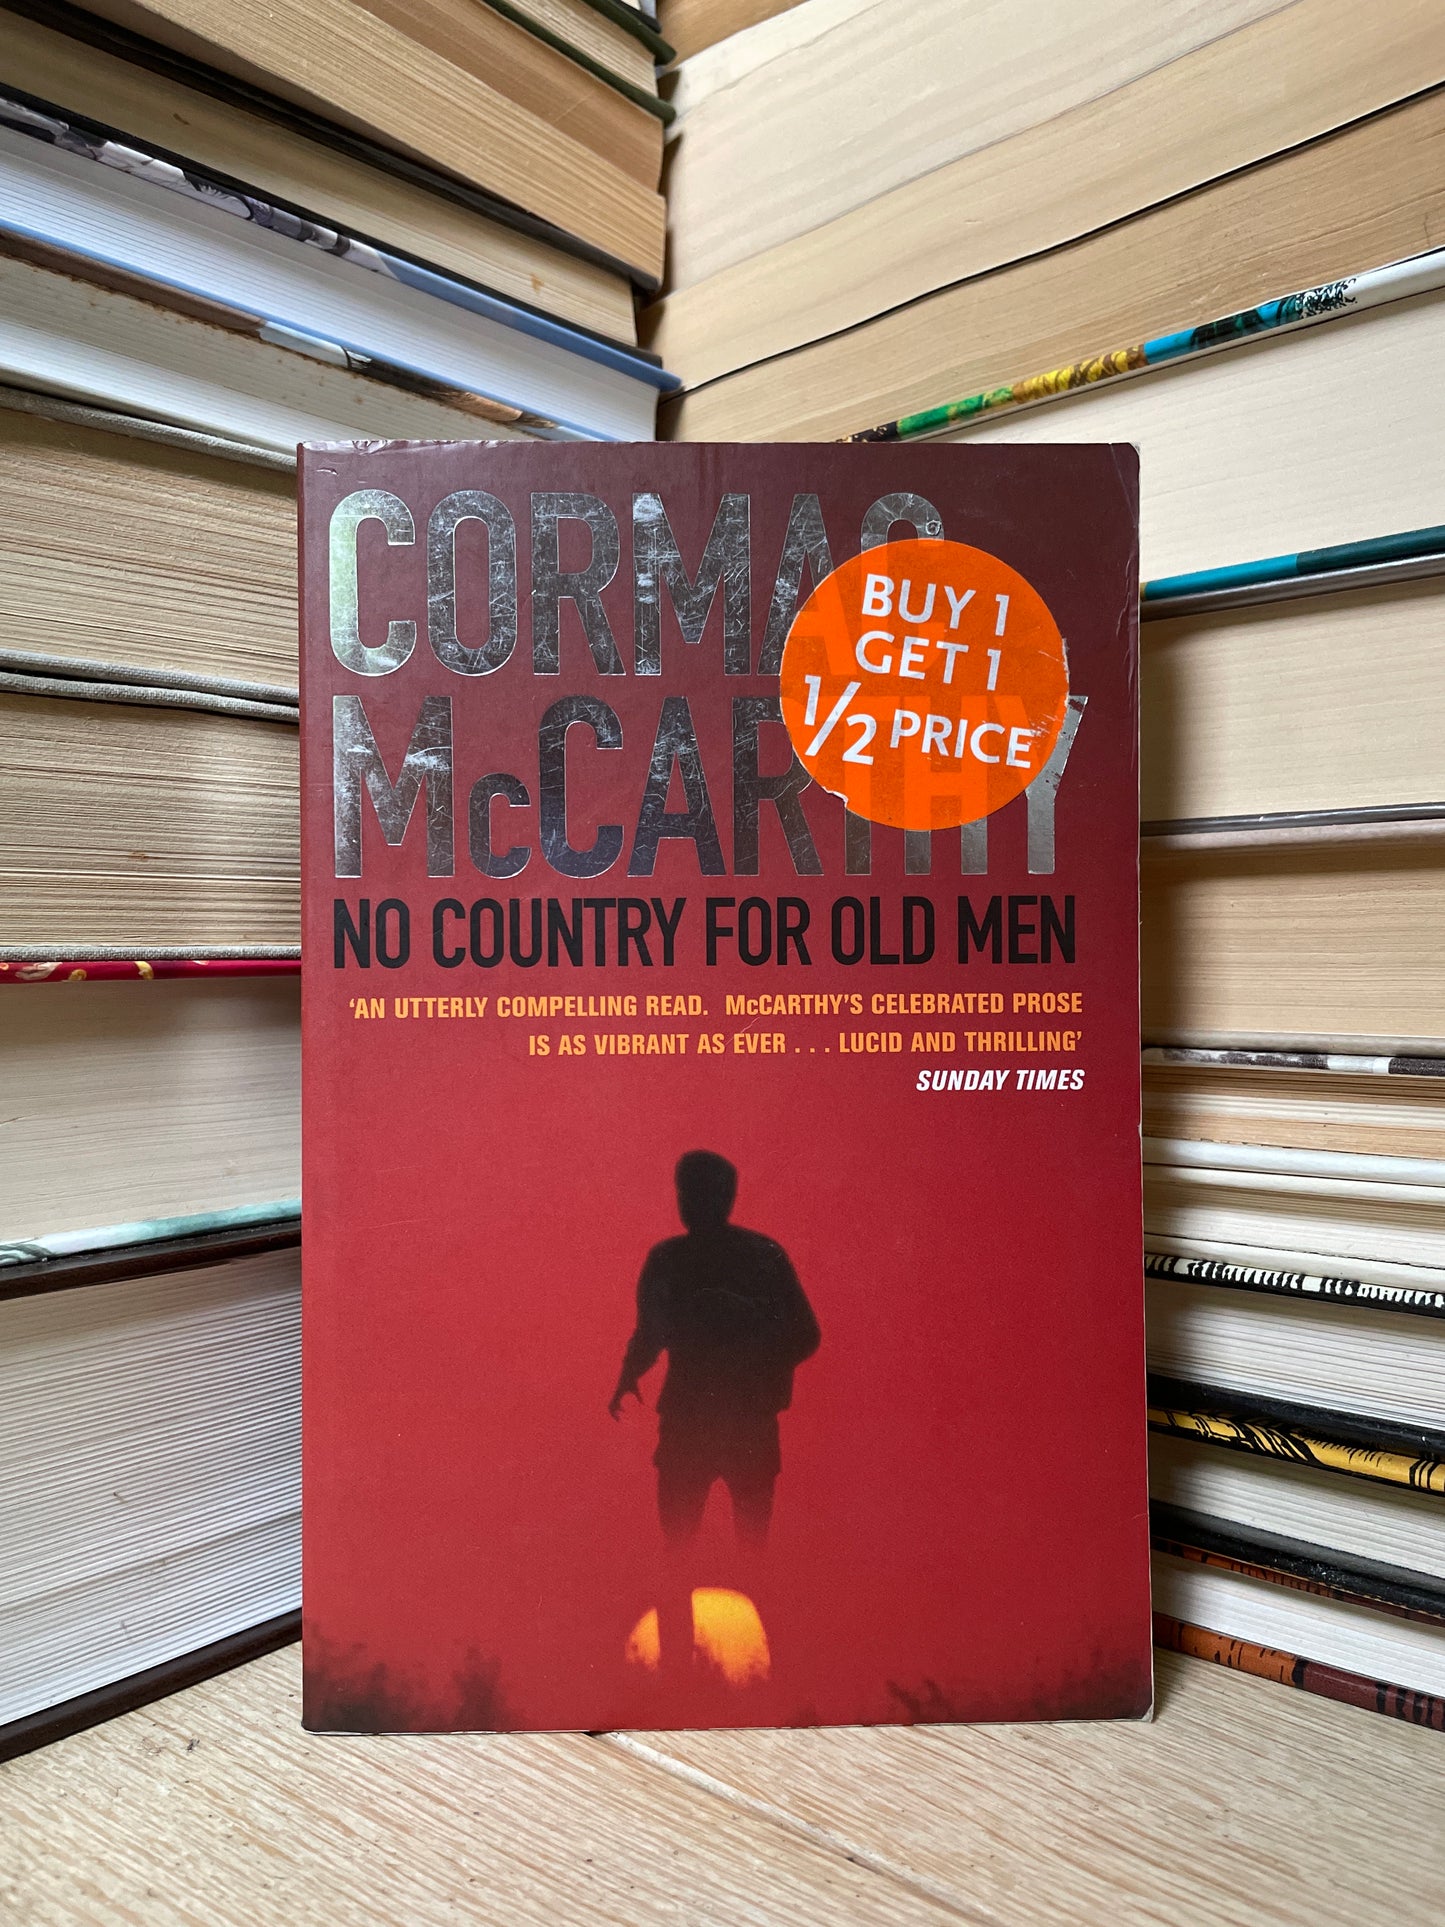 CORMAC
McCARTHY
BUY 1
GET 1
1/2 PRICE
NO COUNTRY FOR OLD MEN
‘AN UTTERLY COMPELLING READ. McCARTHY’S CELEBRATED PROSE
IS AS VIBRANT AS EVER . . . LUCID AND THRILLING’
SUNDAY TIMES